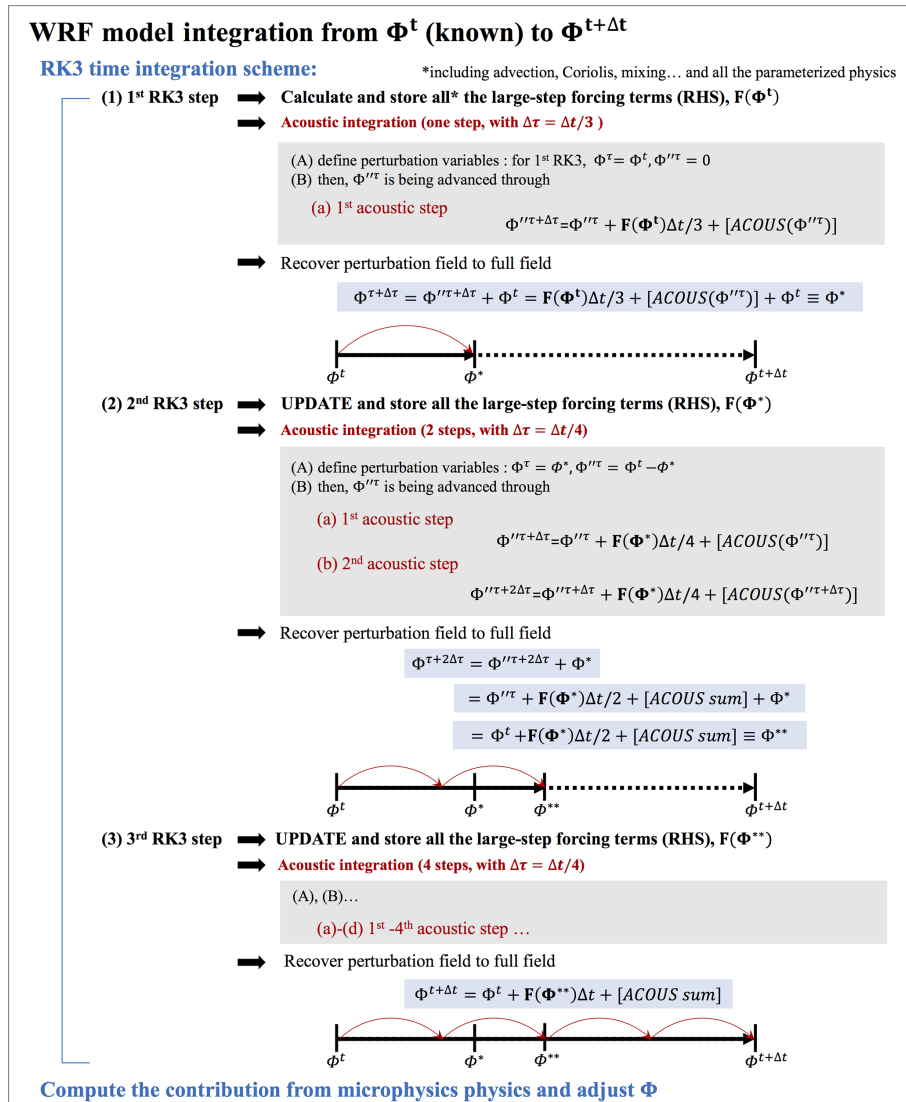 WRF model integration from Φᵗ (known) to Φᵗ⁺ᐃᵗ
RK3 time integration scheme:
*including advection, Coriolis, mixing… and all the parameterized physics
(1) 1ˢᵗ RK3 step
Calculate and store all* the large-step forcing terms (RHS), F(Φᵗ)
Acoustic integration (one step, with Δτ = Δt/3 )
(A) define perturbation variables : for 1ˢᵗ RK3, Φ^τ = Φ^t, Φ''^τ = 0
(B) then, Φ''^τ is being advanced through
(a) 1ˢᵗ acoustic step
Φ''^{τ+Δτ}=Φ''^τ + F(Φ^t)Δt/3 + [ACOUS(Φ''^τ)]
Recover perturbation field to full field
Φ^{τ+Δτ} = Φ''^{τ+Δτ} + Φ^t = F(Φ^t)Δt/3 + [ACOUS(Φ''^τ)] + Φ^t ≡ Φ*
Φ^t Φ* Φ^{t+Δt}
(2) 2ⁿᵈ RK3 step
UPDATE and store all the large-step forcing terms (RHS), F(Φ*)
Acoustic integration (2 steps, with Δτ = Δt/4)
(A) define perturbation variables : Φ^τ = Φ*, Φ''^τ = Φ^t −Φ*
(B) then, Φ''^τ is being advanced through
(a) 1ˢᵗ acoustic step
Φ''^{τ+Δτ}=Φ''^τ + F(Φ*)Δt/4 + [ACOUS(Φ''^τ)]
(b) 2ⁿᵈ acoustic step
Φ''^{τ+2Δτ}=Φ''^{τ+Δτ} + F(Φ*)Δt/4 + [ACOUS(Φ''^{τ+Δτ})]
Recover perturbation field to full field
Φ^{τ+2Δτ} = Φ''^{τ+2Δτ} + Φ*
= Φ''^τ + F(Φ*)Δt/2 + [ACOUS sum] + Φ*
= Φ^t +F(Φ*)Δt/2 + [ACOUS sum] ≡ Φ**
Φ^t Φ* Φ** Φ^{t+Δt}
(3) 3ʳᵈ RK3 step
UPDATE and store all the large-step forcing terms (RHS), F(Φ**)
Acoustic integration (4 steps, with Δτ = Δt/4)
(A), (B)…
(a)-(d) 1ˢᵗ -4ᵗʰ acoustic step …
Recover perturbation field to full field
Φ^{t+Δt} = Φ^t + F(Φ**)Δt + [ACOUS sum]
Φ^t Φ* Φ** Φ^{t+Δt}
Compute the contribution from microphysics physics and adjust Φ